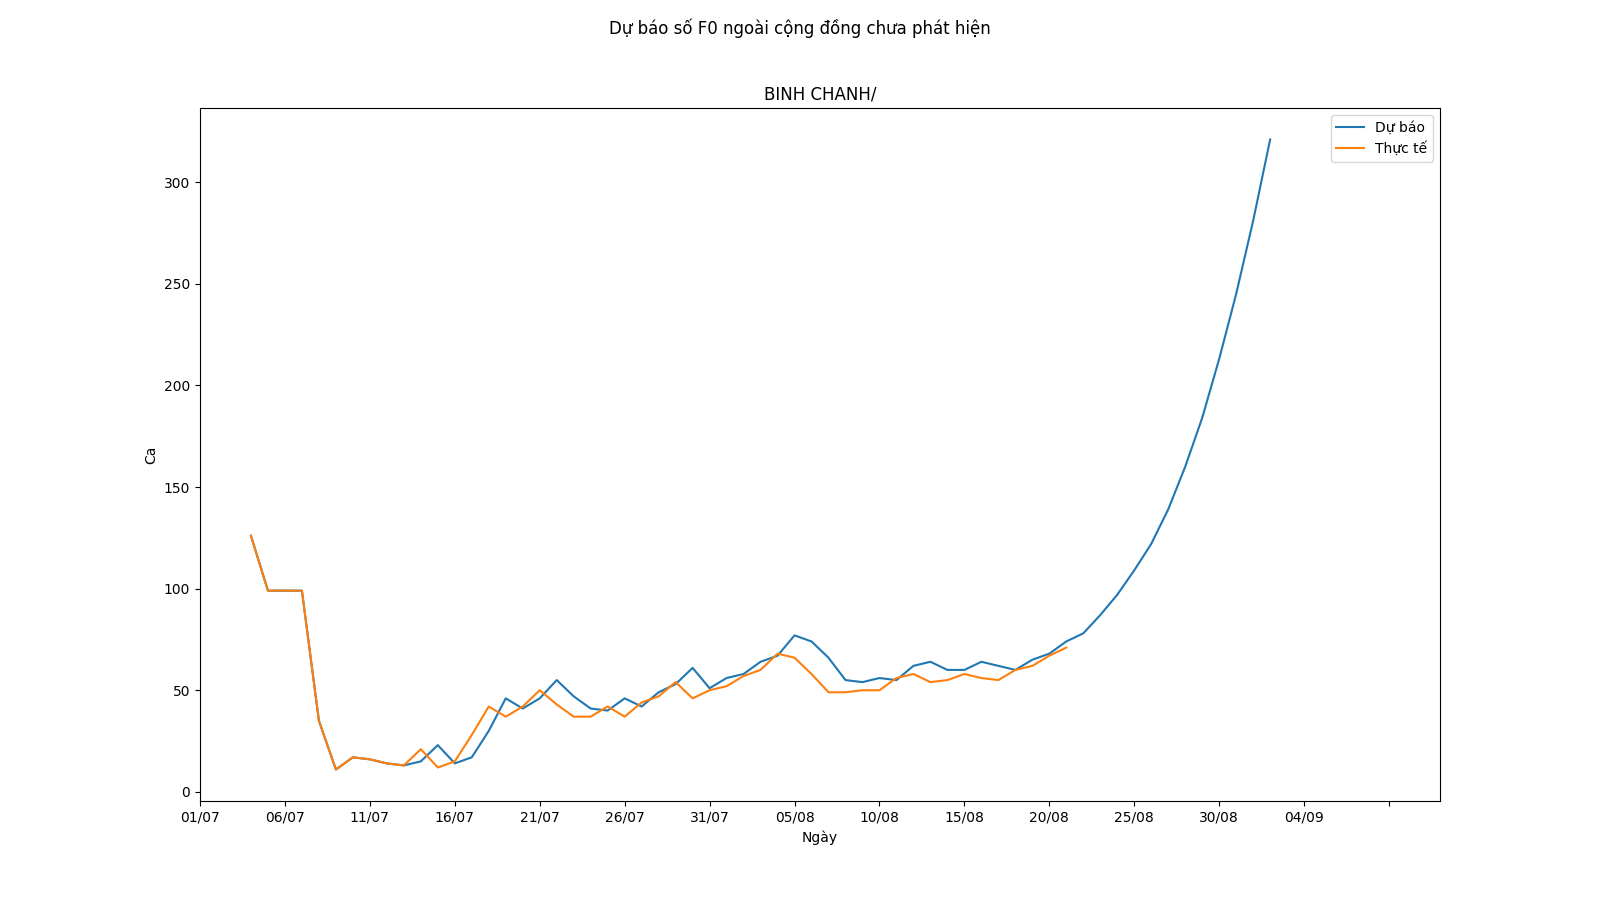 Dự báo số F0 ngoài cộng đồng chưa phát hiện
BINH CHANH/
Dự báo
Thực tế
300
250
200
150
100
50
0
Ca
01/07 06/07 11/07 16/07 21/07 26/07 31/07 05/08 10/08 15/08 20/08 25/08 30/08 04/09
Ngày